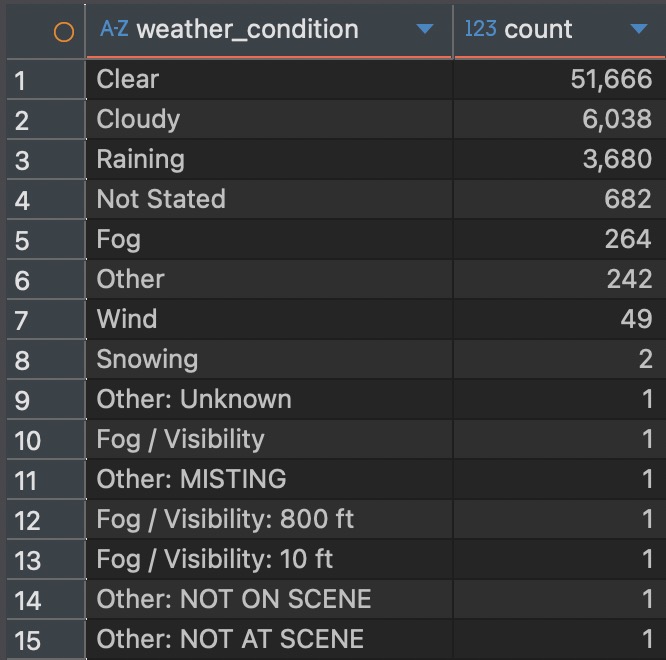 A-Z weather_condition 123 count
1 Clear 51,666
2 Cloudy 6,038
3 Raining 3,680
4 Not Stated 682
5 Fog 264
6 Other 242
7 Wind 49
8 Snowing 2
9 Other: Unknown 1
10 Fog / Visibility 1
11 Other: MISTING 1
12 Fog / Visibility: 800 ft 1
13 Fog / Visibility: 10 ft 1
14 Other: NOT ON SCENE 1
15 Other: NOT AT SCENE 1